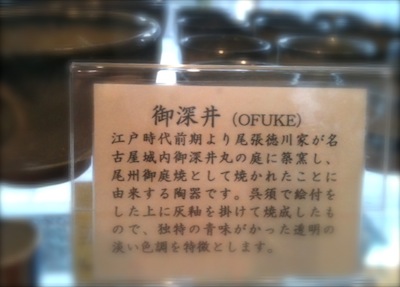 御深井（OFUKE）
江戸時代前期より尾張徳川家が名
古屋城内御深井丸の庭に築窯し、
尾州御庭焼として焼かれたことに
由来する陶器です。呉須で絵付を
をした上に灰釉を掛けて焼成したも
ので、独特の青味がかった透明の
淡い色調を特徴とします。